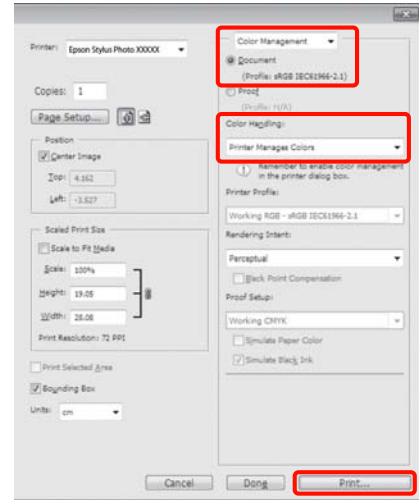 Printer: Epson Stylus Photo XXXXX
Copies: 1
Page Setup...
Position
Center Image
Top: 4.162
Left: -3.527
Scaled Print Size
Scale to Fit Media
Scale: 100%
Height: 19.05
Width: 28.08
Print Resolution: 72 PPI
Print Selected Area
Bounding Box
Units: cm
Color Management
Document
(Profile: sRGB IEC61966-2.1)
Proof
(Profile: N/A)
Color Handling:
Printer Manages Colors
Remember to enable color management
in the printer dialog box.
Printer Profile:
Working RGB - sRGB IEC61966-2.1
Rendering Intent:
Perceptual
Black Point Compensation
Proof Setup:
Working CMYK
Simulate Paper Color
Simulate Black Ink
Cancel
Done
Print...